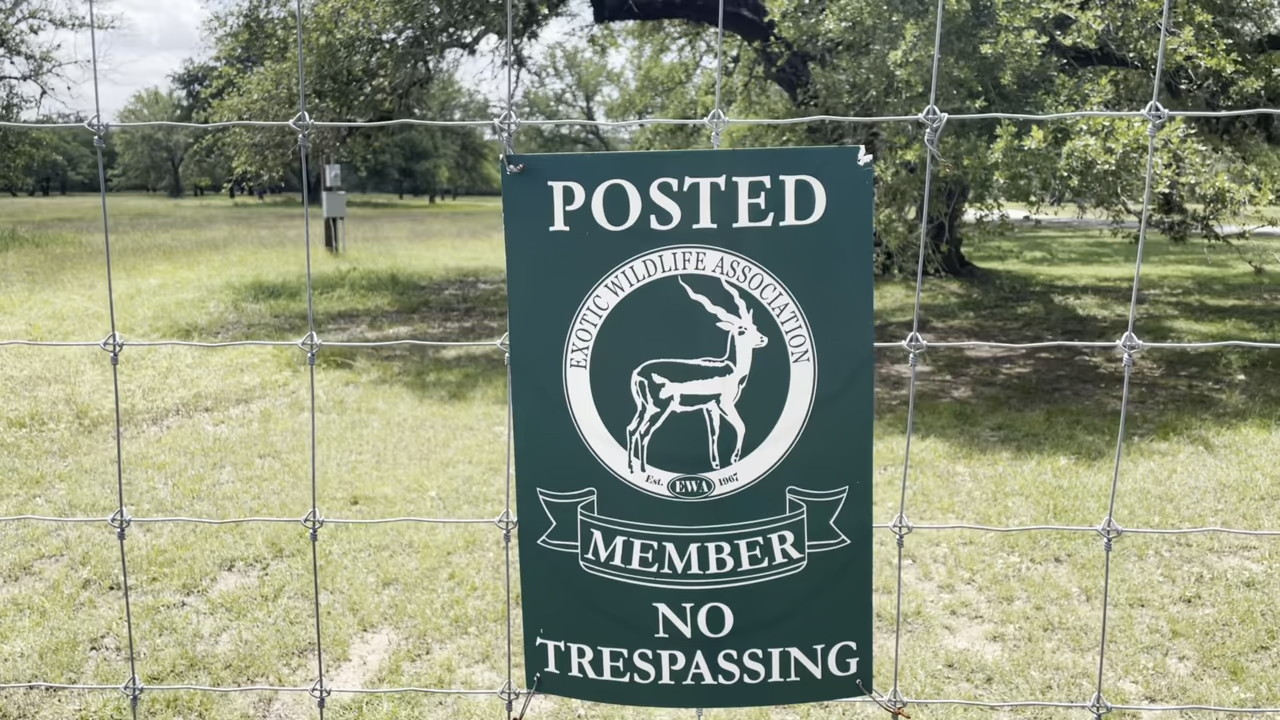 POSTED
EXOTIC WILDLIFE ASSOCIATION
Est. EWA 1967
MEMBER
NO
TRESPASSING